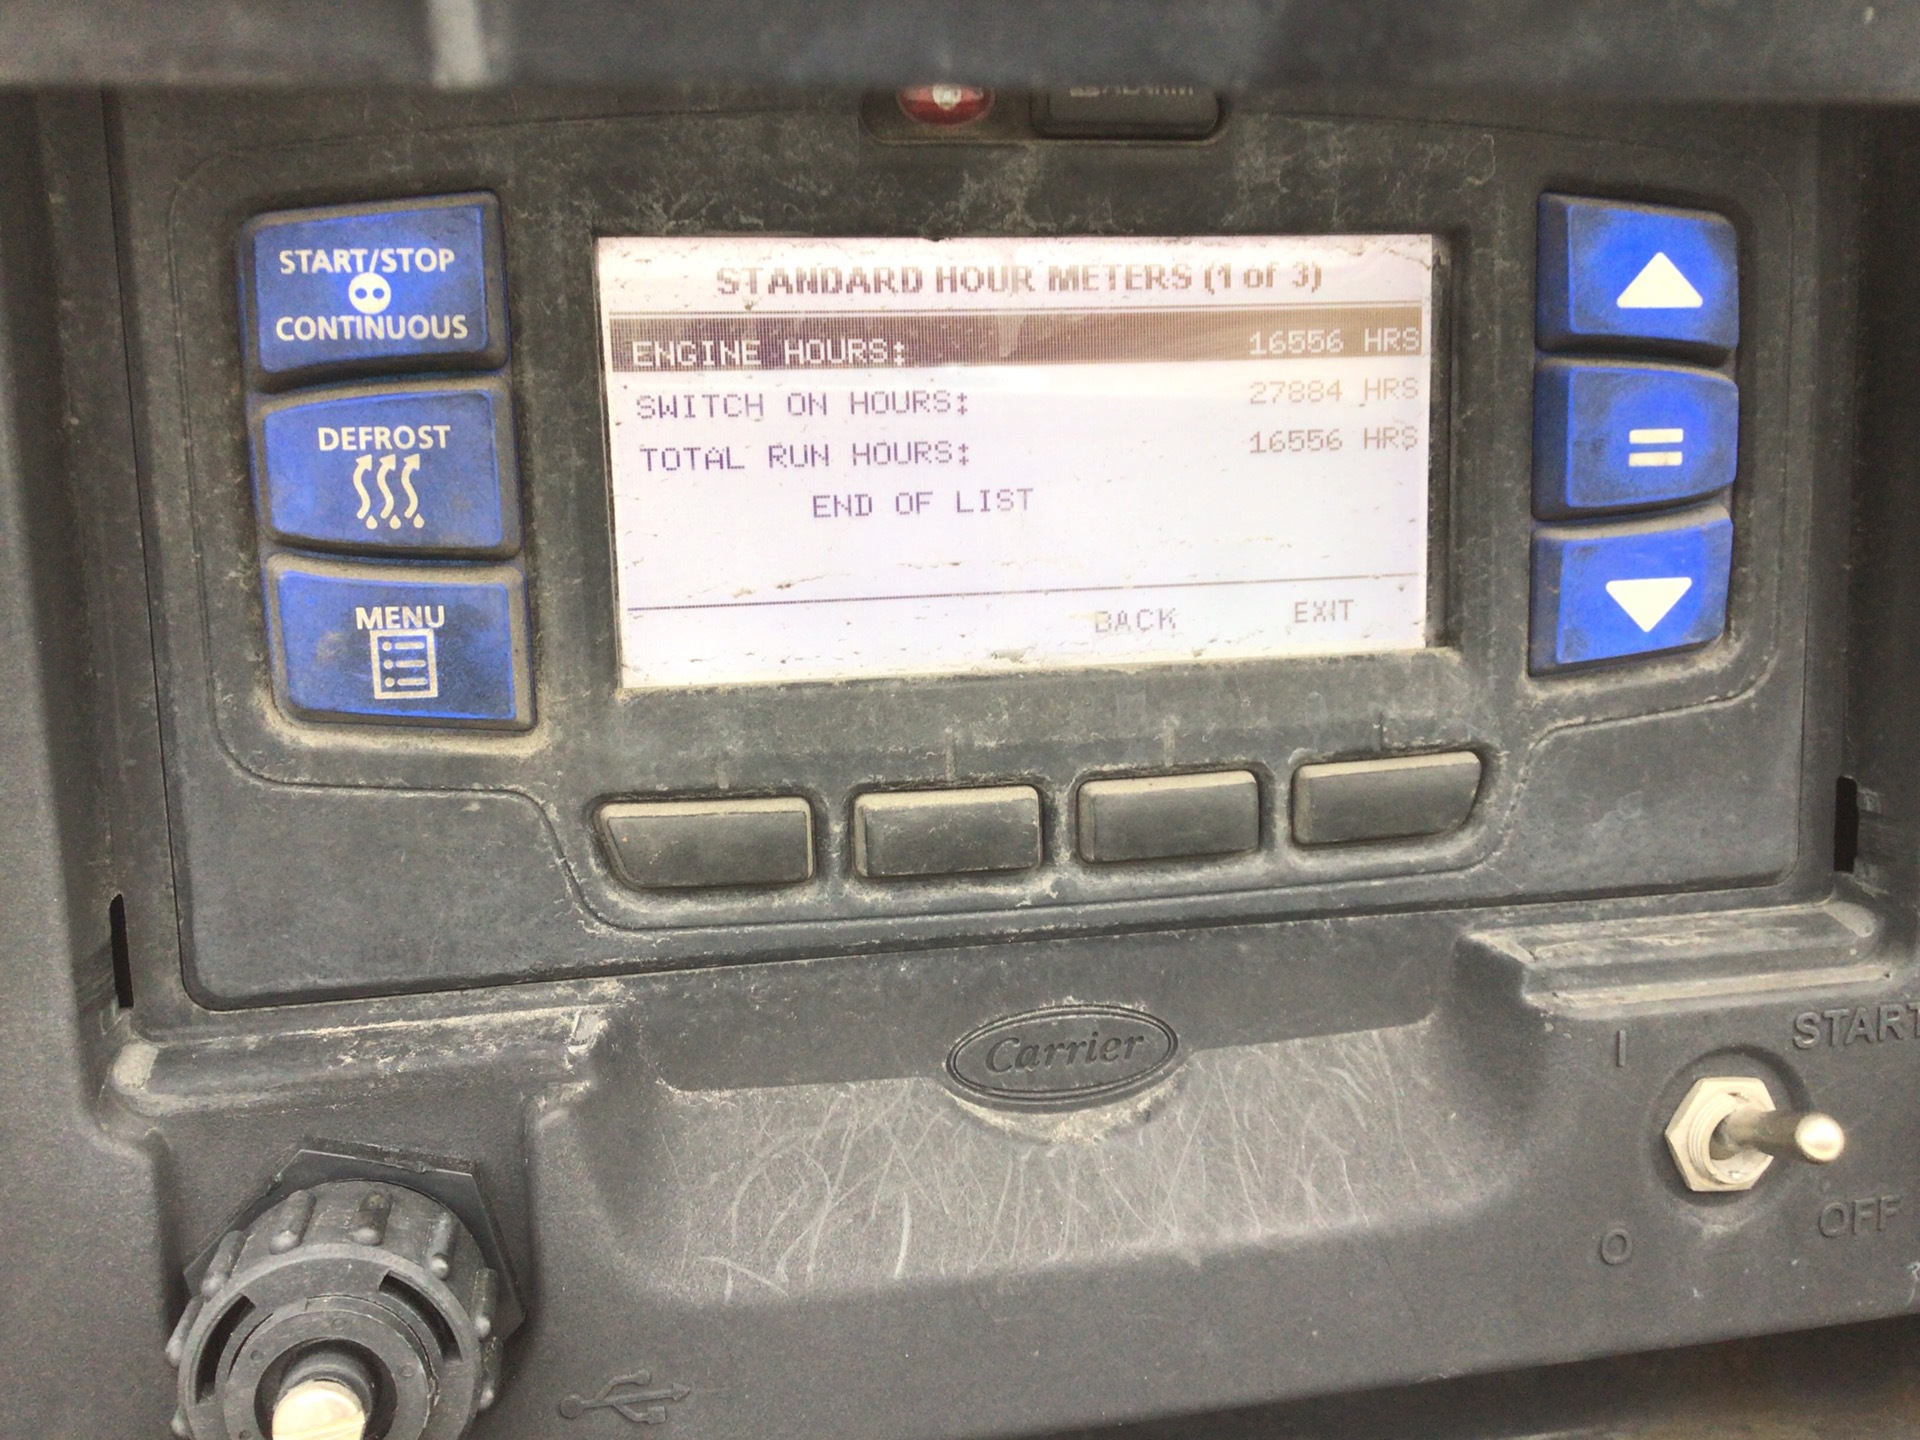 ALARM
START/STOP
CONTINUOUS
DEFROST
MENU
STANDARD HOUR METERS (1 of 3)
ENGINE HOURS: 16556 HRS
SWITCH ON HOURS: 27884 HRS
TOTAL RUN HOURS: 16556 HRS
END OF LIST
BACK EXIT
=
Carrier
I START
O OFF